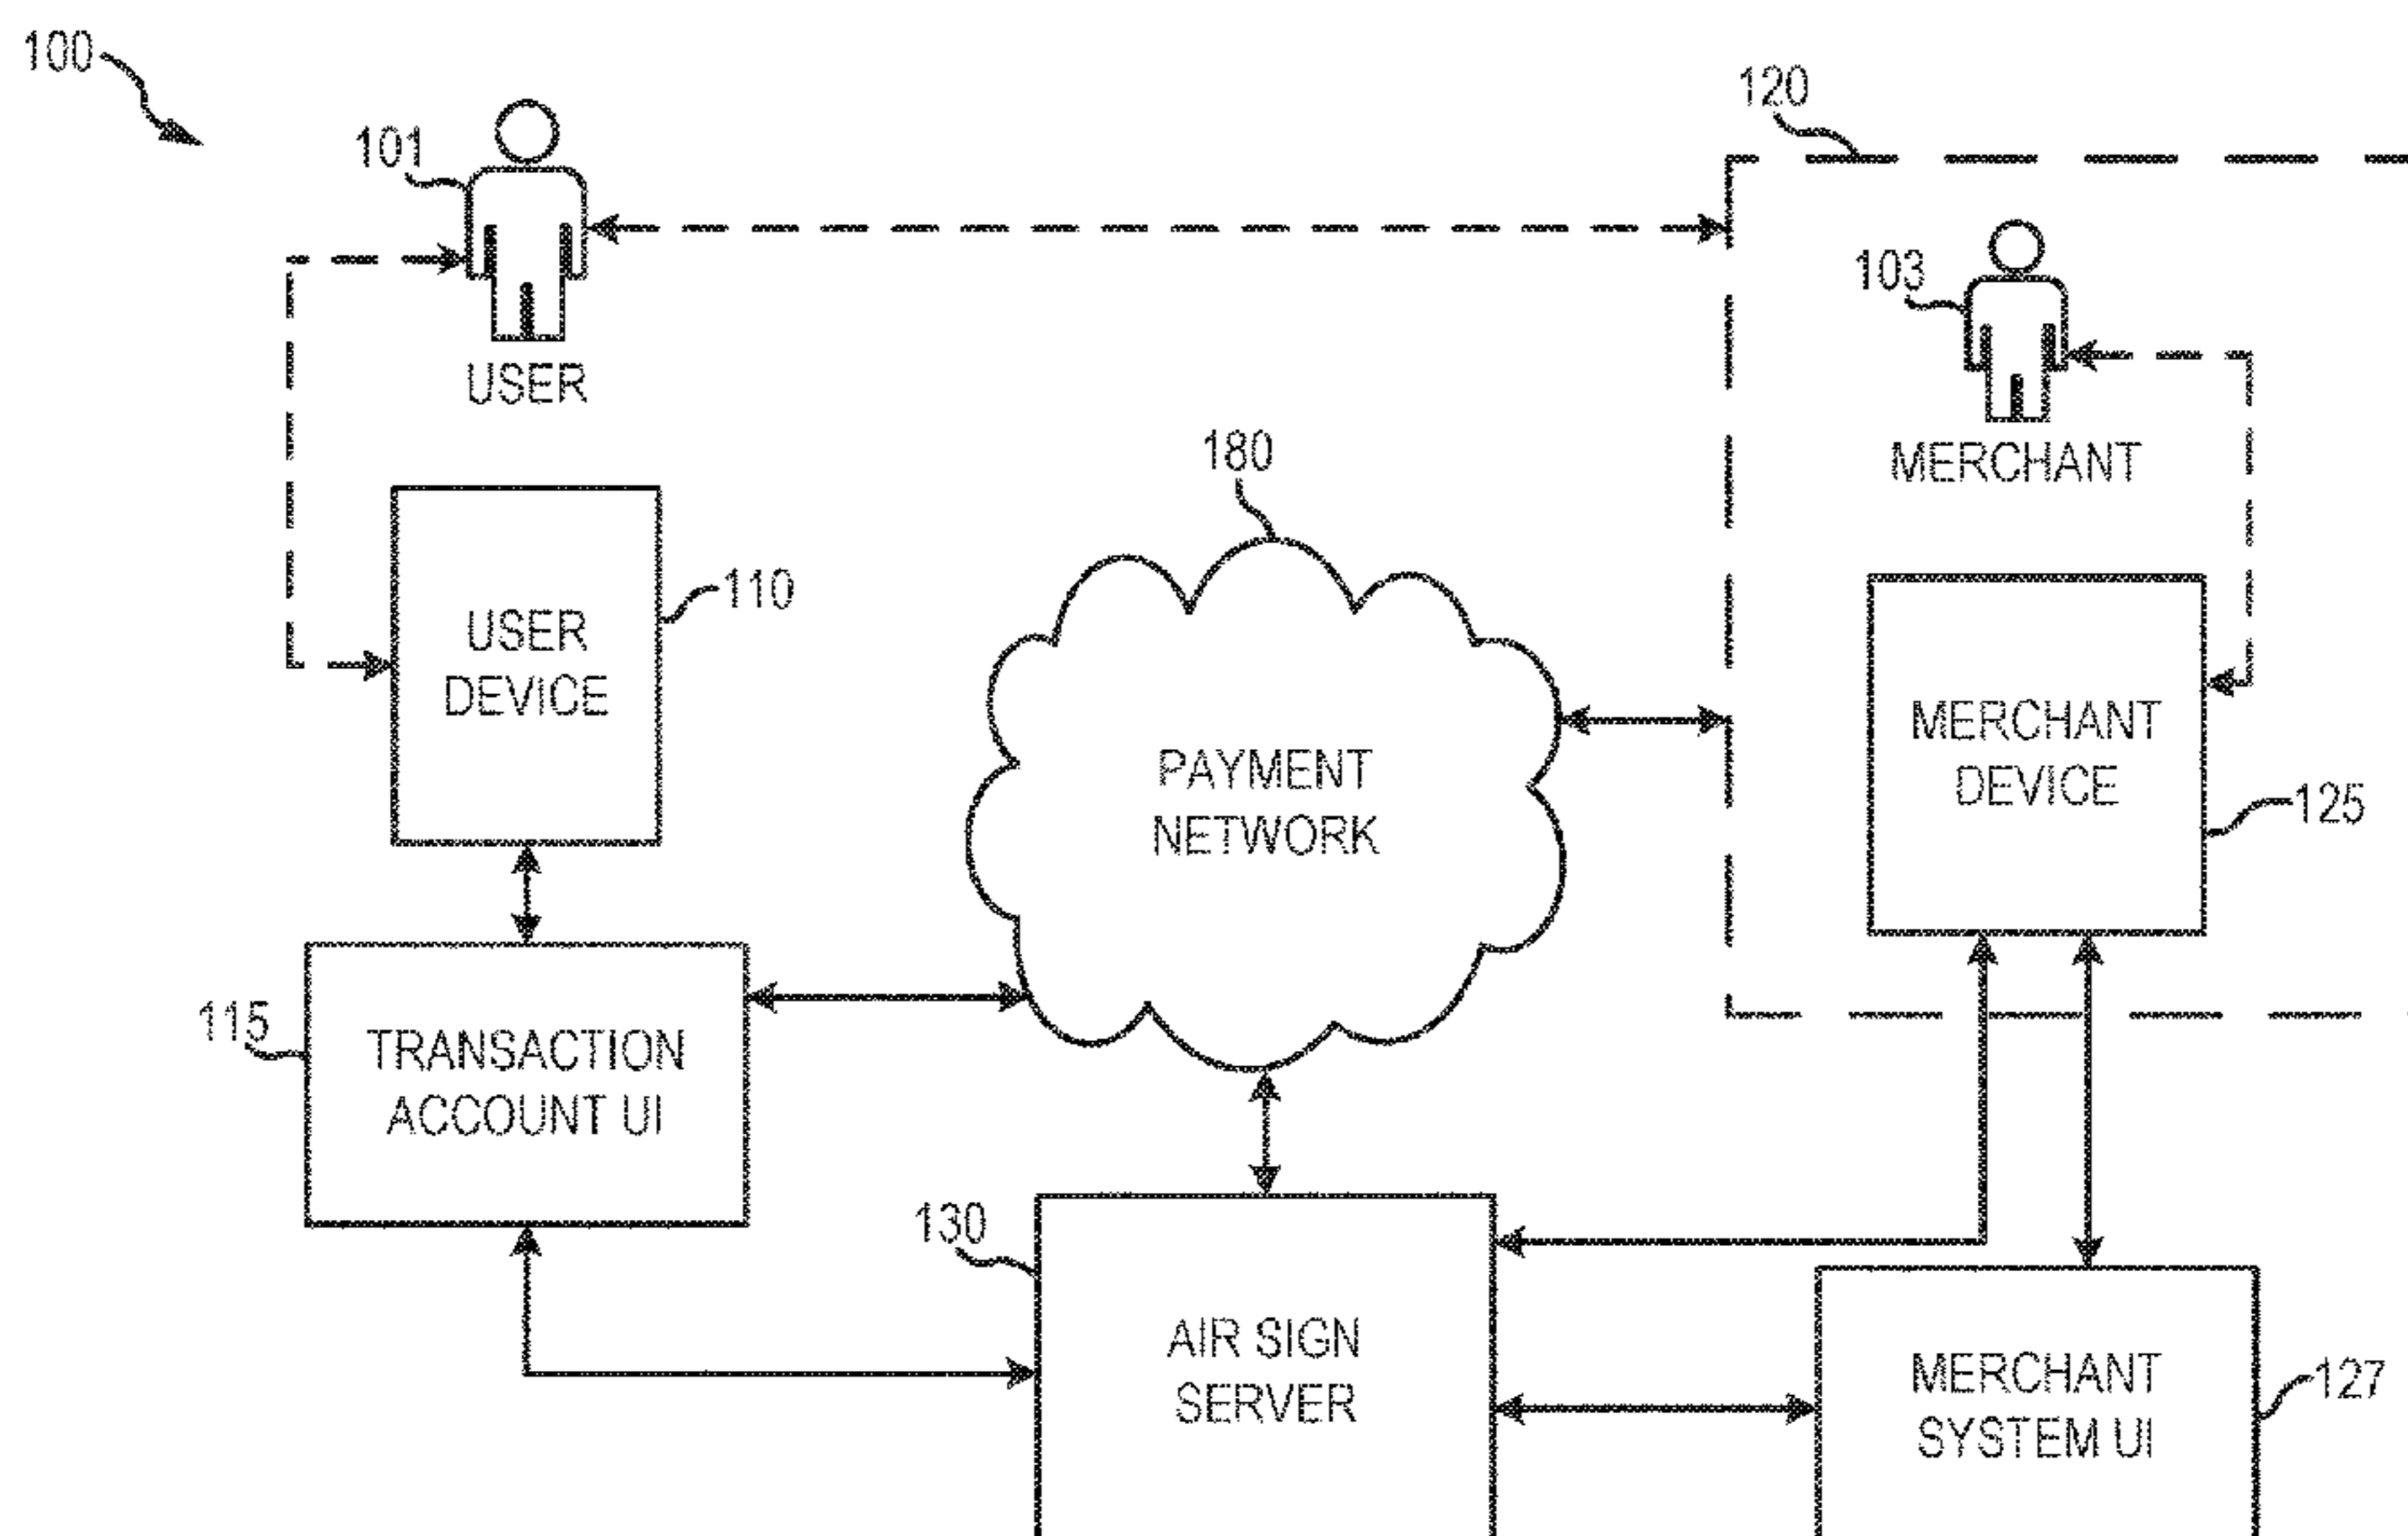 100
120
101
103
USER
MERCHANT
180
110
USER
DEVICE
MERCHANT
DEVICE
PAYMENT
NETWORK
125
115
TRANSACTION
ACCOUNT UI
130
AIR SIGN
SERVER
MERCHANT
SYSTEM UI
127